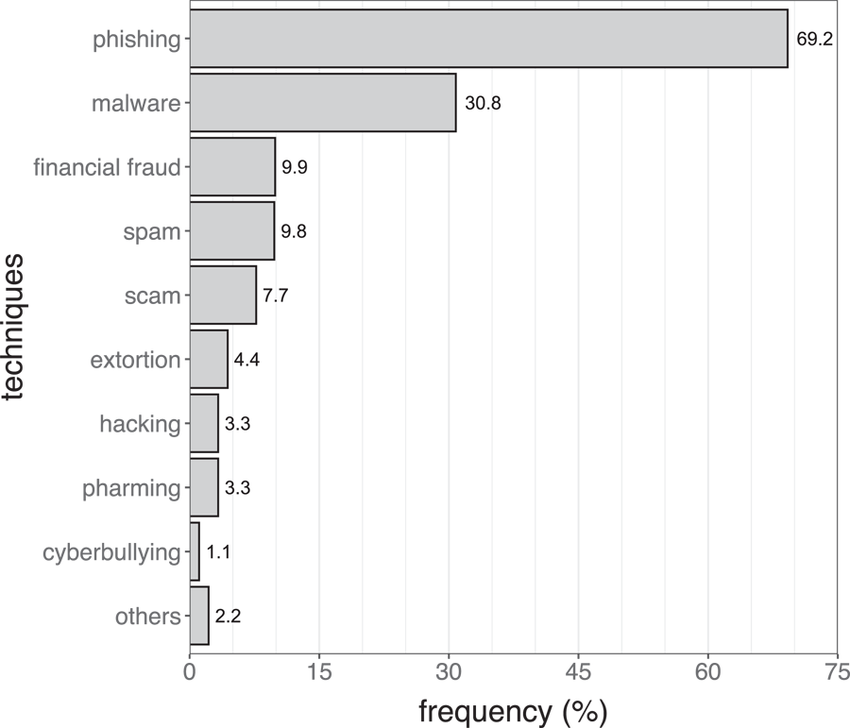 techniques
phishing 69.2
malware 30.8
financial fraud 9.9
spam 9.8
scam 7.7
extortion 4.4
hacking 3.3
pharming 3.3
cyberbullying 1.1
others 2.2
0 15 30 45 60 75
frequency (%)